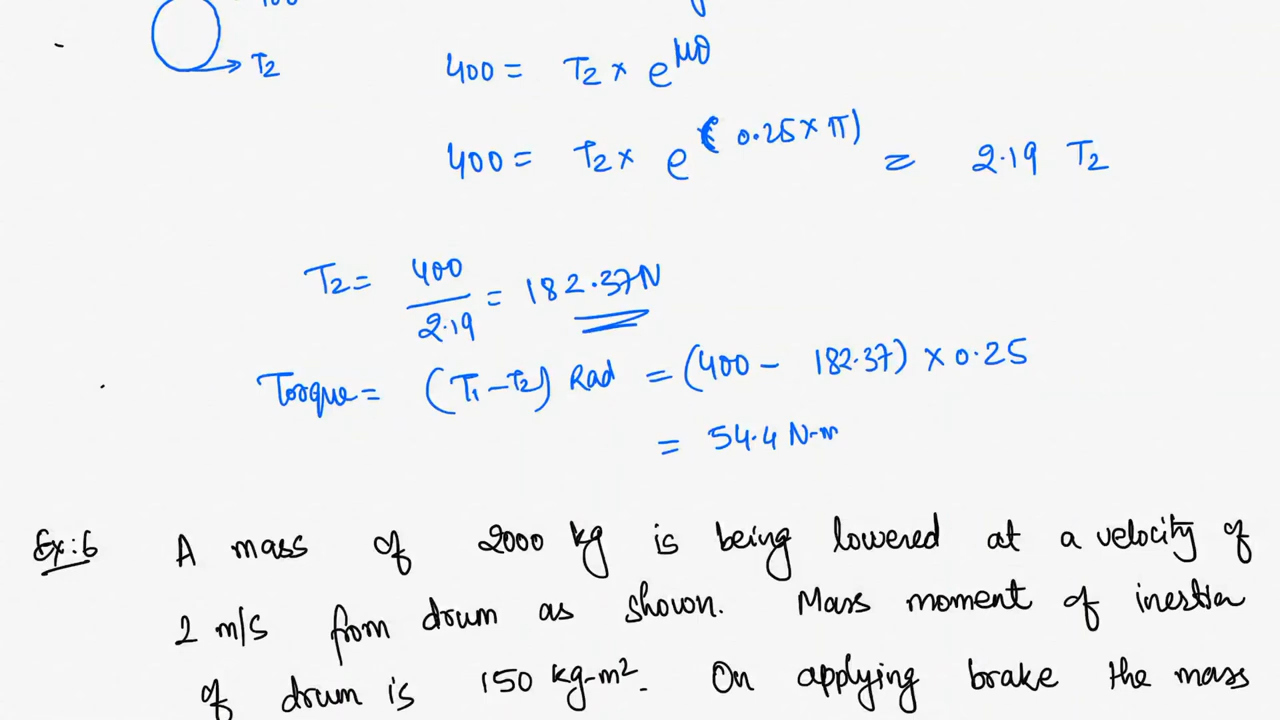 T2
400 = T2 × e^μθ
400 = T2 × e^(0.25 × π) = 2.19 T2
T2 = 400/2.19 = 182.37N
Torque = (T1 - T2) Rad = (400 - 182.37) × 0.25
= 54.4 N-m
Ex:6 A mass of 2000 kg is being lowered at a velocity of
2 m/s from drum as shown. Mass moment of inertia
of drum is 150 kg-m². On applying brake the mass